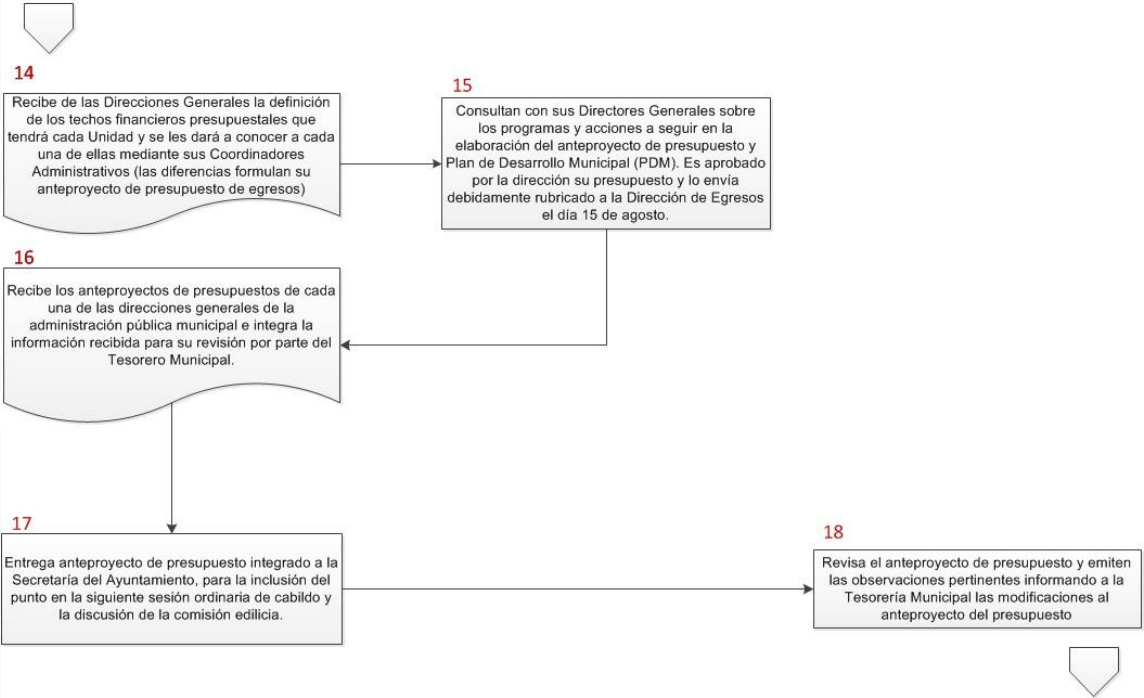 14
Recibe de las Direcciones Generales la definición
de los techos financieros presupuestales que
tendrá cada Unidad y se les dará a conocer a cada
una de ellas mediante sus Coordinadores
Administrativos (las diferencias formulan su
anteproyecto de presupuesto de egresos)
15
Consultan con sus Directores Generales sobre
los programas y acciones a seguir en la
elaboración del anteproyecto de presupuesto y
Plan de Desarrollo Municipal (PDM). Es aprobado
por la dirección su presupuesto y lo envía
debidamente rubricado a la Dirección de Egresos
el día 15 de agosto.
16
Recibe los anteproyectos de presupuestos de cada
una de las direcciones generales de la
administración pública municipal e integra la
información recibida para su revisión por parte del
Tesorero Municipal.
17
Entrega anteproyecto de presupuesto integrado a la
Secretaría del Ayuntamiento, para la inclusión del
punto en la siguiente sesión ordinaria de cabildo y
la discusión de la comisión edilicia.
18
Revisa el anteproyecto de presupuesto y emiten
las observaciones pertinentes informando a la
Tesorería Municipal las modificaciones al
anteproyecto del presupuesto